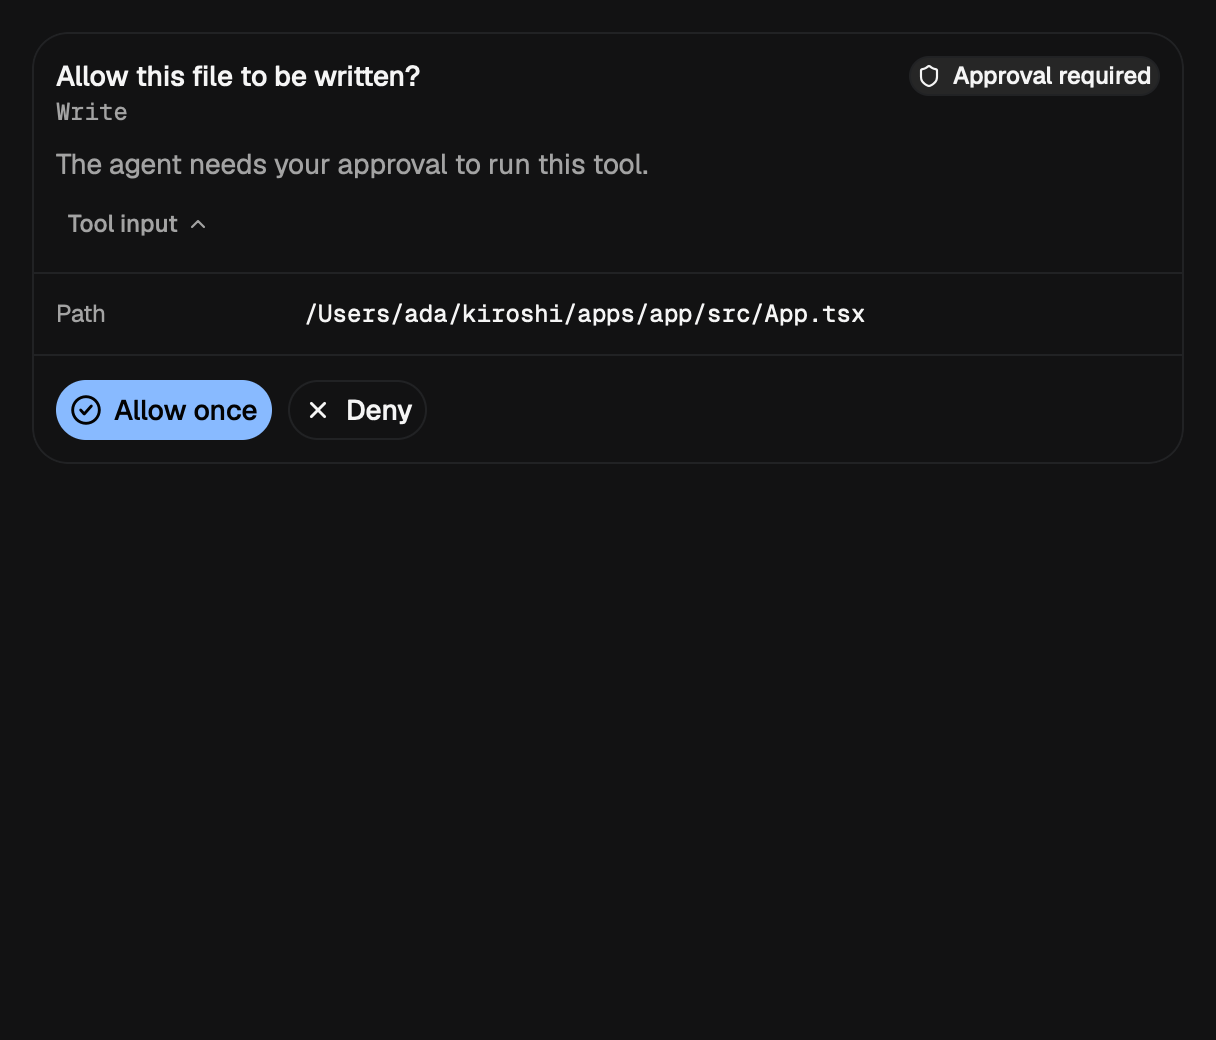 Allow this file to be written?
Approval required
Write
The agent needs your approval to run this tool.
Tool input
Path /Users/ada/kiroshi/apps/app/src/App.tsx
Allow once Deny